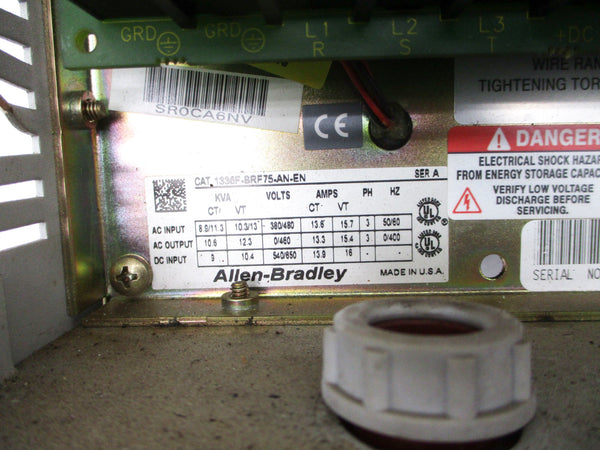 GRD GRD L1 L2 L3 +DC
R S T
SR0CA6NV
CE
WIRE RAN
TIGHTENING TOR
DANGER
ELECTRICAL SHOCK HAZAR
FROM ENERGY STORAGE CAPAC
VERIFY LOW VOLTAGE
DISCHARGE BEFORE
SERVICING.
SERIAL NO
CAT. 1336F-BRF75-AN-EN SER A
KVA VOLTS AMPS PH HZ
CT VT CT VT
AC INPUT 8.9/11.3 10.3/13 380/480 13.6 15.7 3 50/60
AC OUTPUT 10.6 12.3 0/460 13.3 15.4 3 0/400
DC INPUT 9 10.4 540/650 13.9 16
UL
UL
Allen-Bradley MADE IN U.S.A.